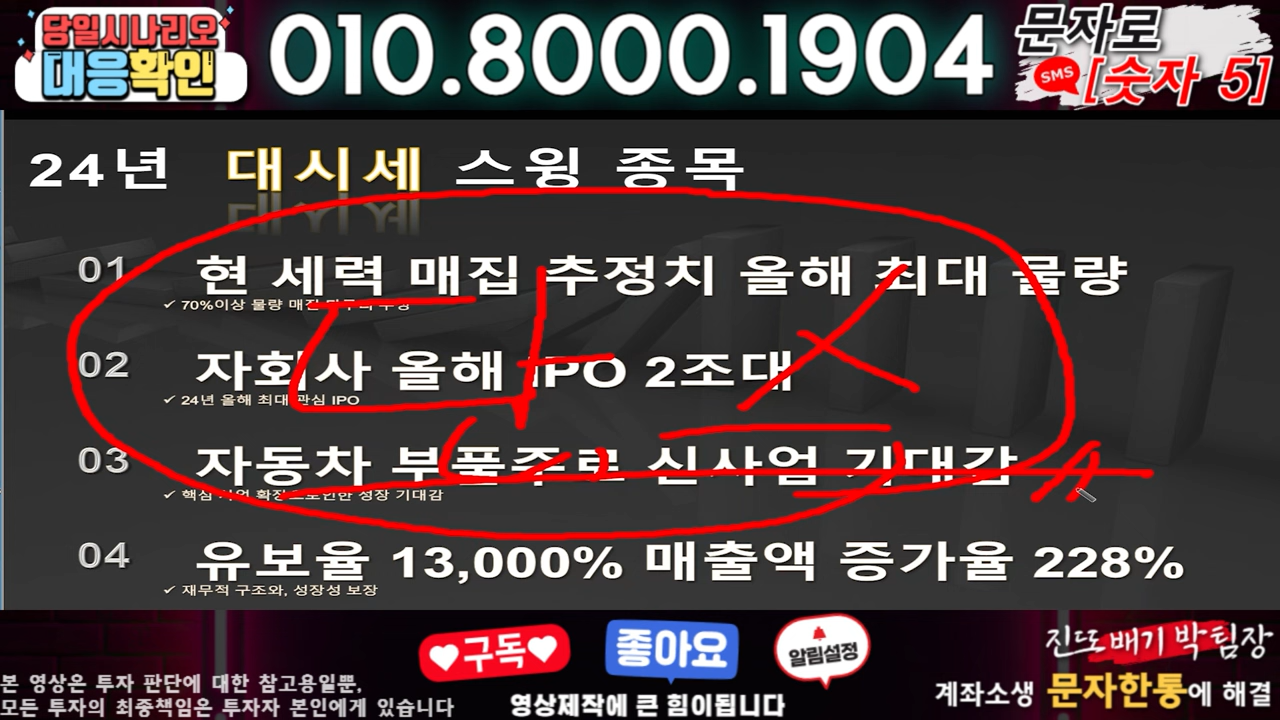 당일시나리오
대응확인
010.8000.1904
문자로
SMS [숫자 5]
24년 대시세 스윙 종목
01 현 세력 매집 추정치 올해 최대 물량
✓ 70%이상 물량 매집
02 자회사 올해 IPO 2조대
✓ 24년 올해 최대 관심 IPO
03 자동차 부품주로 신사업 기대감
✓ 핵심 사업 확장으로인한 성장 기대감
04 유보율 13,000% 매출액 증가율 228%
✓ 재무적 구조와, 성장성 보장
구독
좋아요
알림설정
영상제작에 큰 힘이됩니다
본 영상은 투자 판단에 대한 참고용일뿐,
모든 투자의 최종책임은 투자자 본인에게 있습니다
진또배기 박팀장
계좌소생 문자한통에 해결